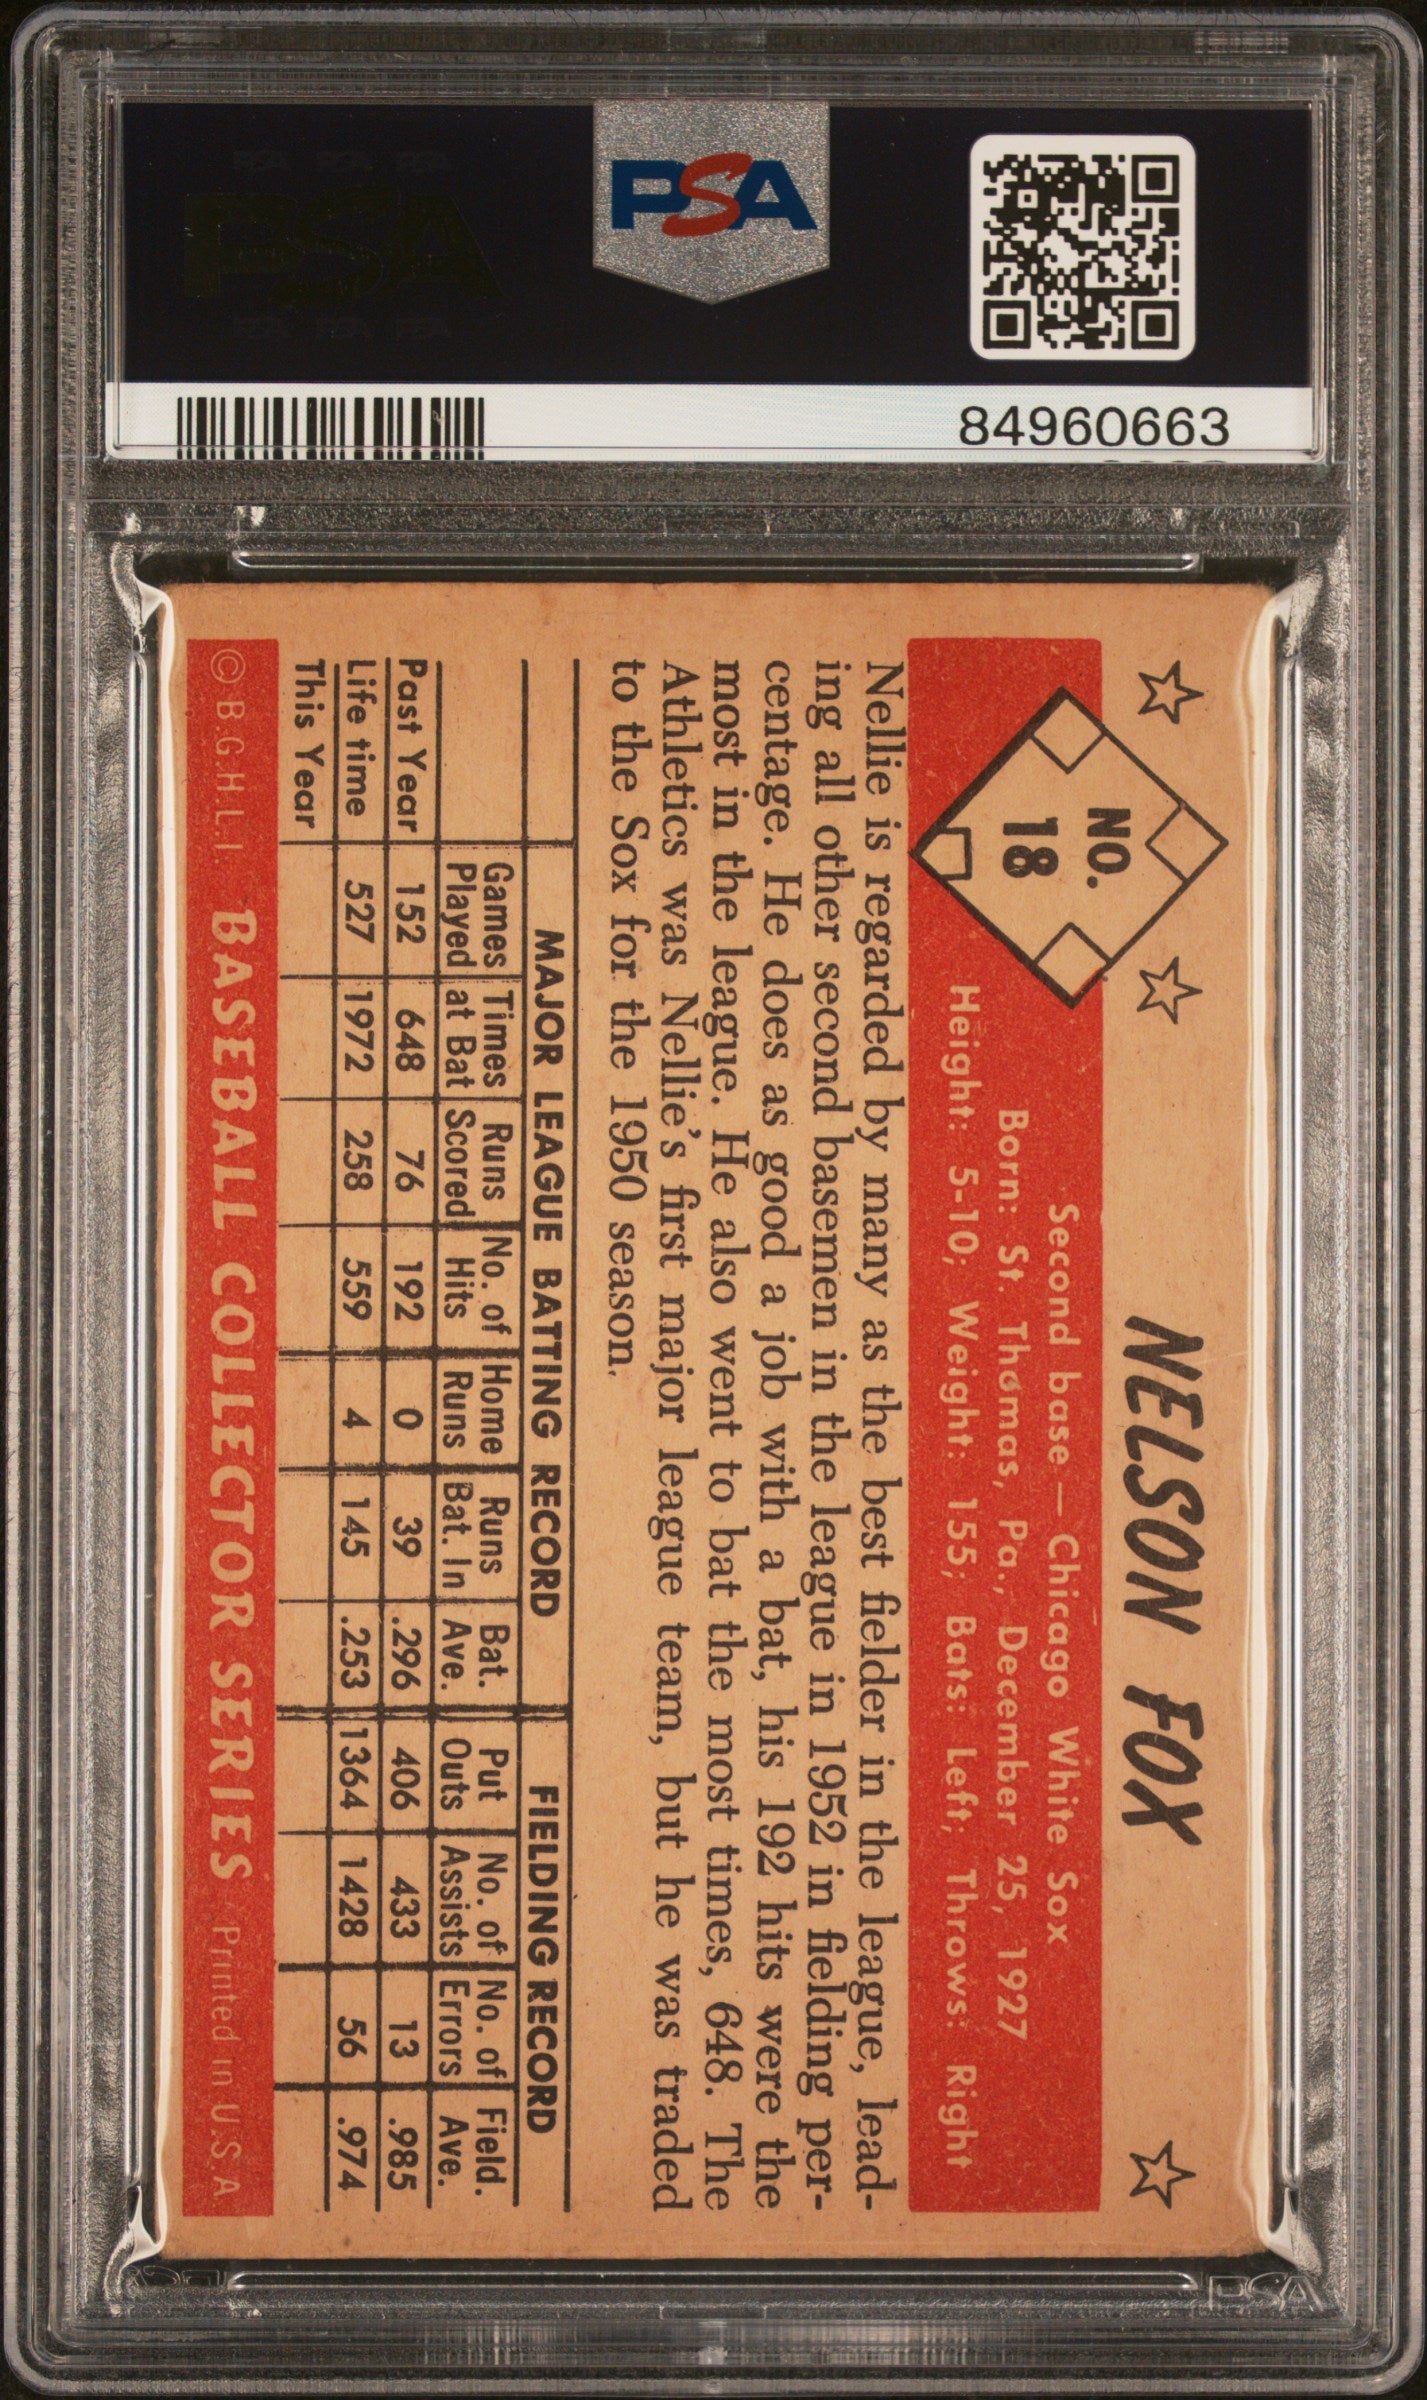 PSA
84960663
NO.
18
NELSON FOX
Second base — Chicago White Sox
Born: St. Thomas, Pa., December 25, 1927
Height: 5-10; Weight: 155; Bats: Left; Throws: Right
Nellie is regarded by many as the best fielder in the league, lead-
ing all other second basemen in the league in 1952 in fielding per-
centage. He does as good a job with a bat, his 192 hits were the
most in the league. He also went to bat the most times, 648. The
Athletics was Nellie's first major league team, but he was traded
to the Sox for the 1950 season.
MAJOR LEAGUE BATTING RECORD FIELDING RECORD
Games Times Runs No. of Home Runs Bat. Put No. of No. of Field.
Played at Bat Scored Hits Runs Bat. In Ave. Outs Assists Errors Ave.
Past Year 152 648 76 192 0 39 .296 406 433 13 .985
Life time 527 1972 258 559 4 145 .253 1364 1428 56 .974
This Year
© B.G.H.L.I. BASEBALL COLLECTOR SERIES Printed in U.S.A.
PSA